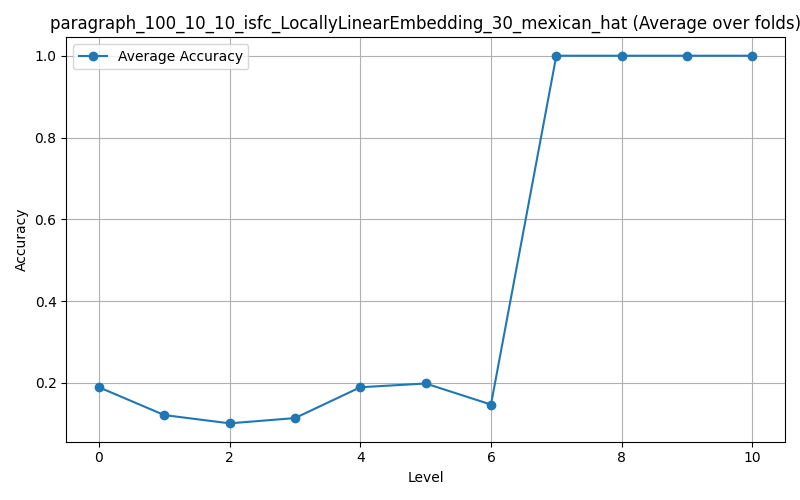 paragraph_100_10_10_isfc_LocallyLinearEmbedding_30_mexican_hat (Average over folds)
Average Accuracy
1.0
0.8
0.6
0.4
0.2
Accuracy
0 2 4 6 8 10
Level